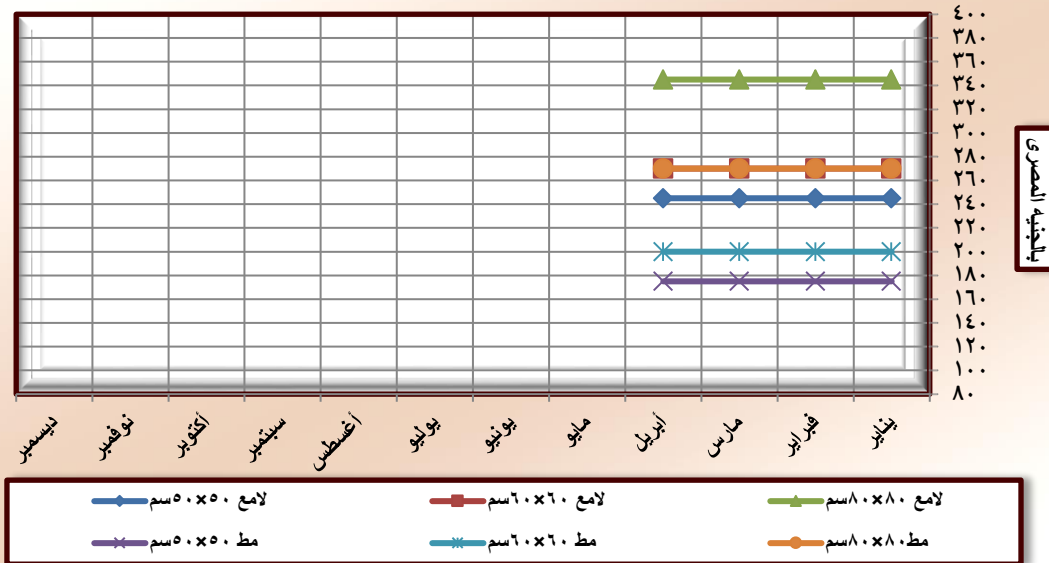 ٤٠٠
٣٨٠
٣٦٠
٣٤٠
٣٢٠
٣٠٠
٢٨٠
٢٦٠
٢٤٠
٢٢٠
٢٠٠
١٨٠
١٦٠
١٤٠
١٢٠
١٠٠
٨٠
بالجنيه المصرى
يناير
فبراير
مارس
أبريل
مايو
يونيو
يوليو
أغسطس
سبتمبر
أكتوبر
نوفمبر
ديسمبر
لامع ٨٠×٨٠سم
لامع ٦٠×٦٠سم
لامع ٥٠×٥٠سم
مط٨٠×٨٠سم
مط ٦٠×٦٠سم
مط ٥٠×٥٠سم